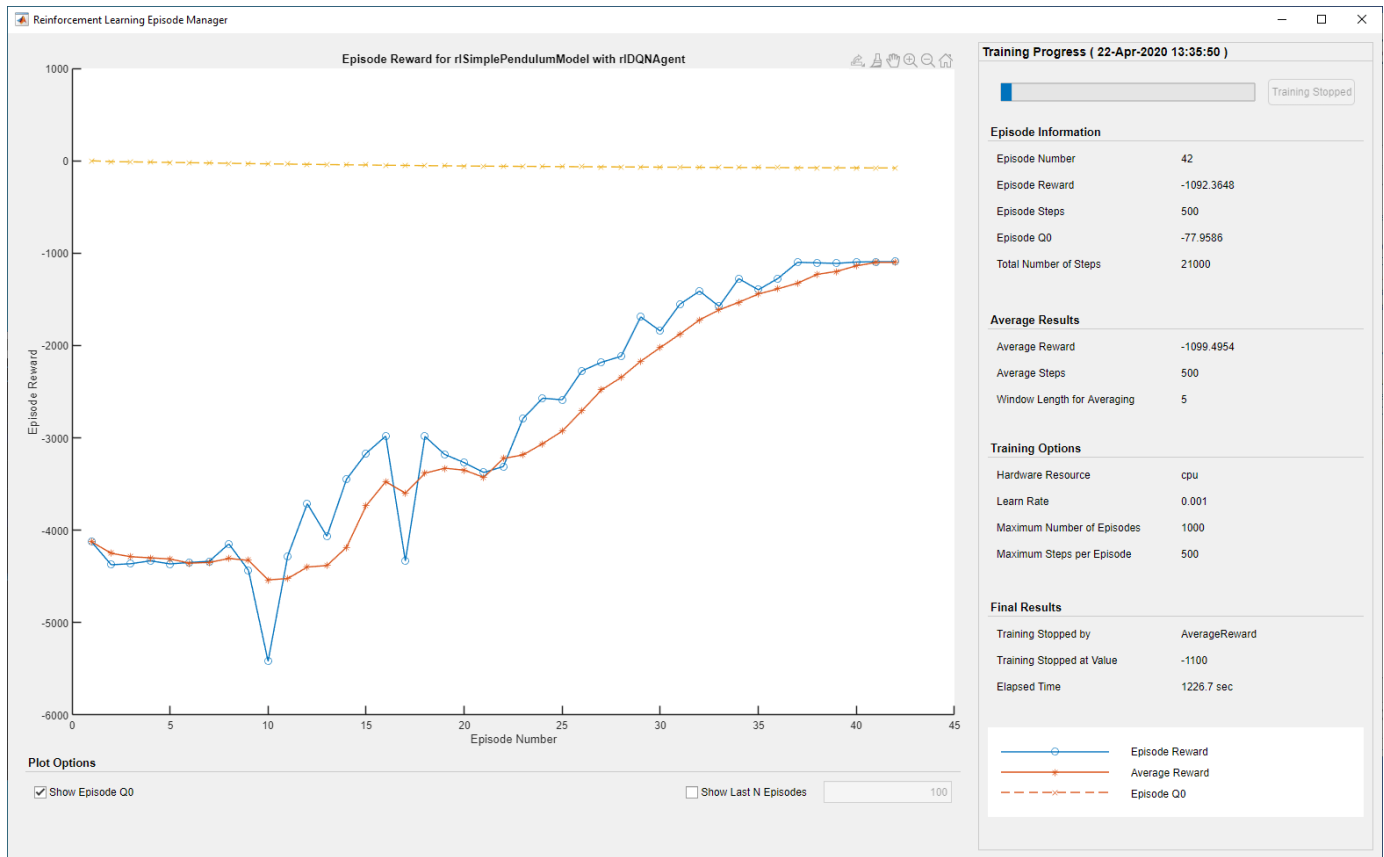 Reinforcement Learning Episode Manager
Episode Reward for rlSimplePendulumModel with rlDQNAgent
1000
0
-1000
-2000
-3000
-4000
-5000
-6000
Episode Reward
0 5 10 15 20 25 30 35 40 45
Episode Number
Plot Options
Show Episode Q0
Show Last N Episodes 100
Training Progress ( 22-Apr-2020 13:35:50 )
Training Stopped
Episode Information
Episode Number 42
Episode Reward -1092.3648
Episode Steps 500
Episode Q0 -77.9586
Total Number of Steps 21000
Average Results
Average Reward -1099.4954
Average Steps 500
Window Length for Averaging 5
Training Options
Hardware Resource cpu
Learn Rate 0.001
Maximum Number of Episodes 1000
Maximum Steps per Episode 500
Final Results
Training Stopped by AverageReward
Training Stopped at Value -1100
Elapsed Time 1226.7 sec
Episode Reward
Average Reward
Episode Q0